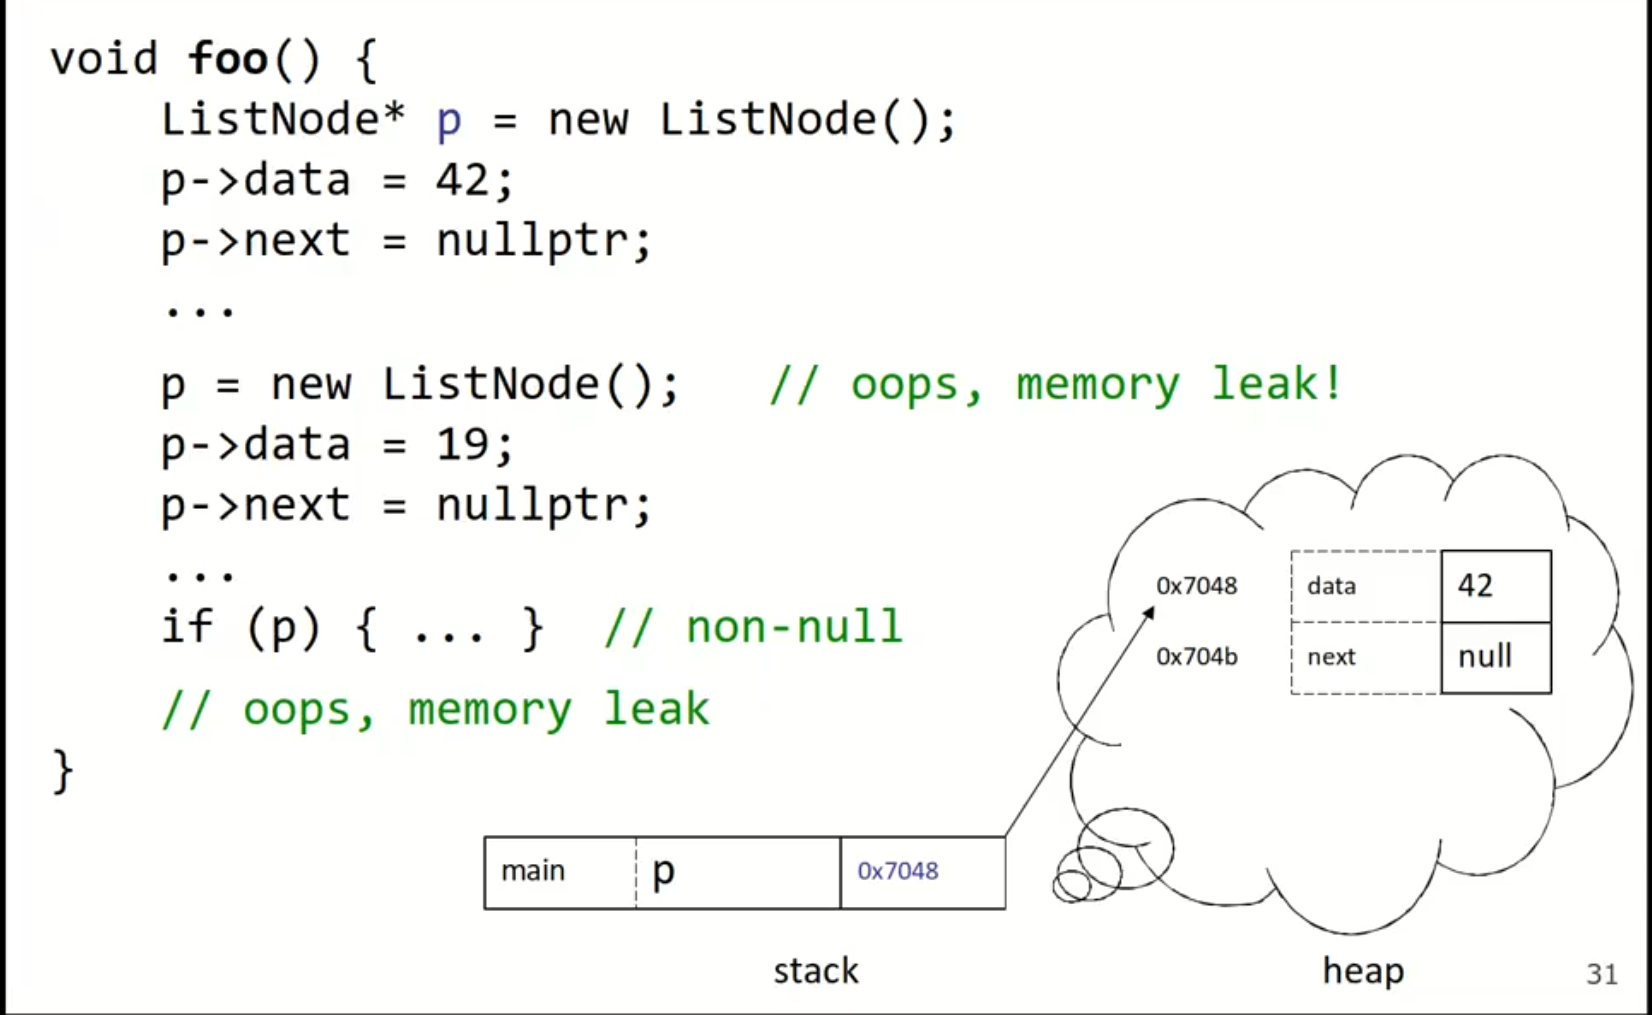 void foo() {
ListNode* p = new ListNode();
p->data = 42;
p->next = nullptr;
...
p = new ListNode();   // oops, memory leak!
p->data = 19;
p->next = nullptr;
...
if (p) { ... }  // non-null
// oops, memory leak
}
0x7048 data 42
0x704b next null
main p 0x7048
stack
heap
31